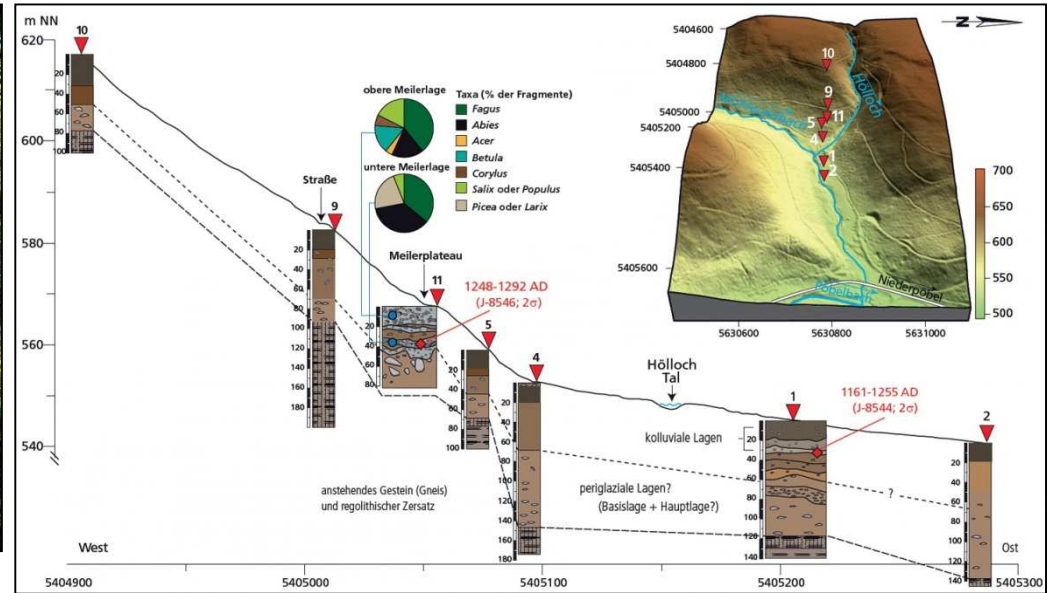 m NN
620
600
580
560
540
10
20
40
60
80
100
Straße
9
20
40
60
80
100
120
140
160
180
obere Meilerlage
untere Meilerlage
Taxa (% der Fragmente)
Fagus
Abies
Acer
Betula
Corylus
Salix oder Populus
Picea oder Larix
Meilerplateau
11
20
40
60
80
1248-1292 AD
(J-8546; 2σ)
5
20
40
60
80
100
4
20
40
60
80
100
120
140
160
180
Hölloch
Tal
kolluviale Lagen
1
20
40
60
80
100
120
140
1161-1255 AD
(J-8544; 2σ)
2
20
40
60
80
100
120
140
?
anstehendes Gestein (Gneis)
und regolithischer Zersatz
periglaziale Lagen?
(Basislage + Hauptlage?)
West
Ost
5404900
5405000
5405100
5405200
5405300
N
5404600
5404800
5405000
5405200
5405400
5405600
10
9
11
5
4
1
2
Hölloch
Pöbelbach
Niederpöbel
5630600
5630800
5631000
700
650
600
550
500